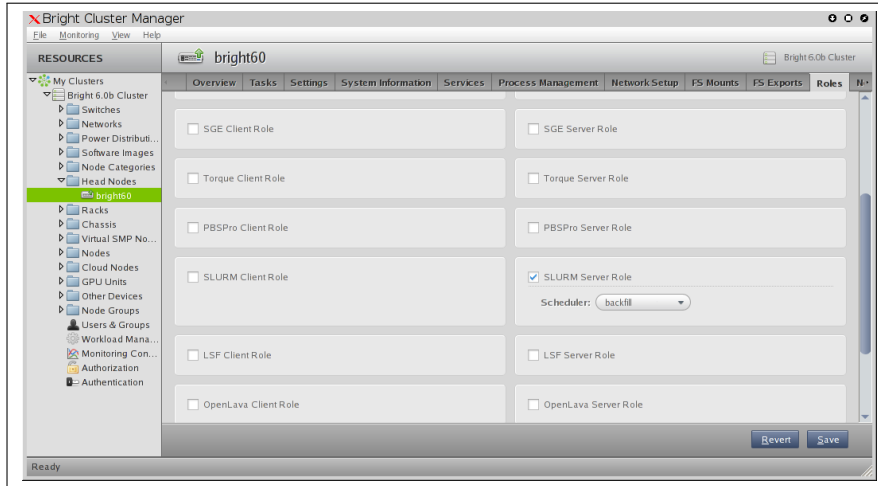 Bright Cluster Manager
File Monitoring View Help
RESOURCES
bright60
Bright 6.0b Cluster
My Clusters
Bright 6.0b Cluster
Switches
Networks
Power Distributi...
Software Images
Node Categories
Head Nodes
bright60
Racks
Chassis
Virtual SMP No...
Nodes
Cloud Nodes
GPU Units
Other Devices
Node Groups
Users & Groups
Workload Mana...
Monitoring Con...
Authorization
Authentication
Overview Tasks Settings System Information Services Process Management Network Setup FS Mounts FS Exports Roles
SGE Client Role
SGE Server Role
Torque Client Role
Torque Server Role
PBSPro Client Role
PBSPro Server Role
SLURM Client Role
SLURM Server Role
Scheduler: backfill
LSF Client Role
LSF Server Role
OpenLava Client Role
OpenLava Server Role
Revert Save
Ready